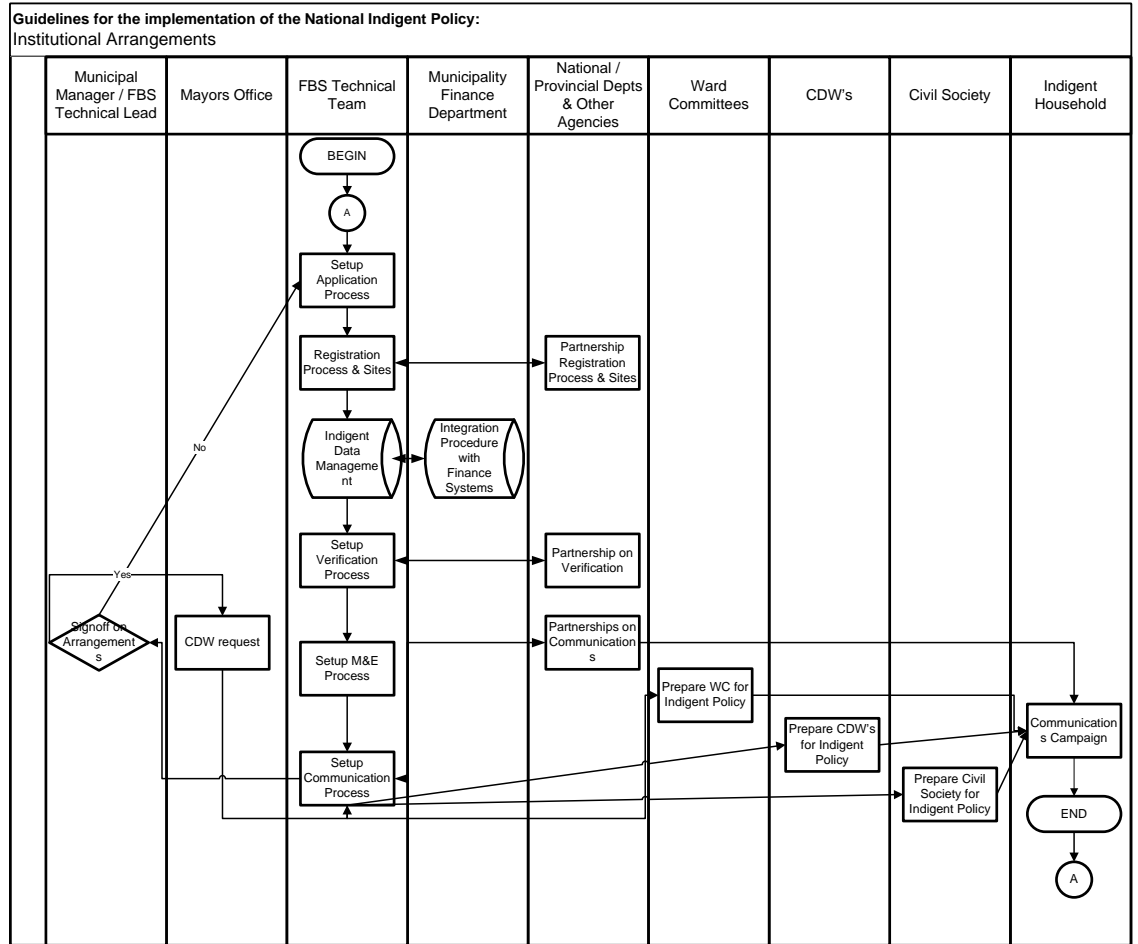 Guidelines for the implementation of the National Indigent Policy:
Institutional Arrangements
Municipal
Manager / FBS
Technical Lead
Mayors Office
FBS Technical
Team
Municipality
Finance
Department
National /
Provincial Depts
& Other
Agencies
Ward
Committees
CDW's
Civil Society
Indigent
Household
BEGIN
A
Setup
Application
Process
Registration
Process & Sites
Partnership
Registration
Process & Sites
No
Indigent
Data
Manageme
nt
Integration
Procedure
with
Finance
Systems
Setup
Verification
Process
Partnership on
Verification
Yes
Signoff on
Arrangement
s
CDW request
Setup M&E
Process
Partnerships on
Communication
s
Prepare WC for
Indigent Policy
Prepare CDW's
for Indigent
Policy
Communication
s Campaign
Setup
Communication
Process
Prepare Civil
Society for
Indigent Policy
END
A